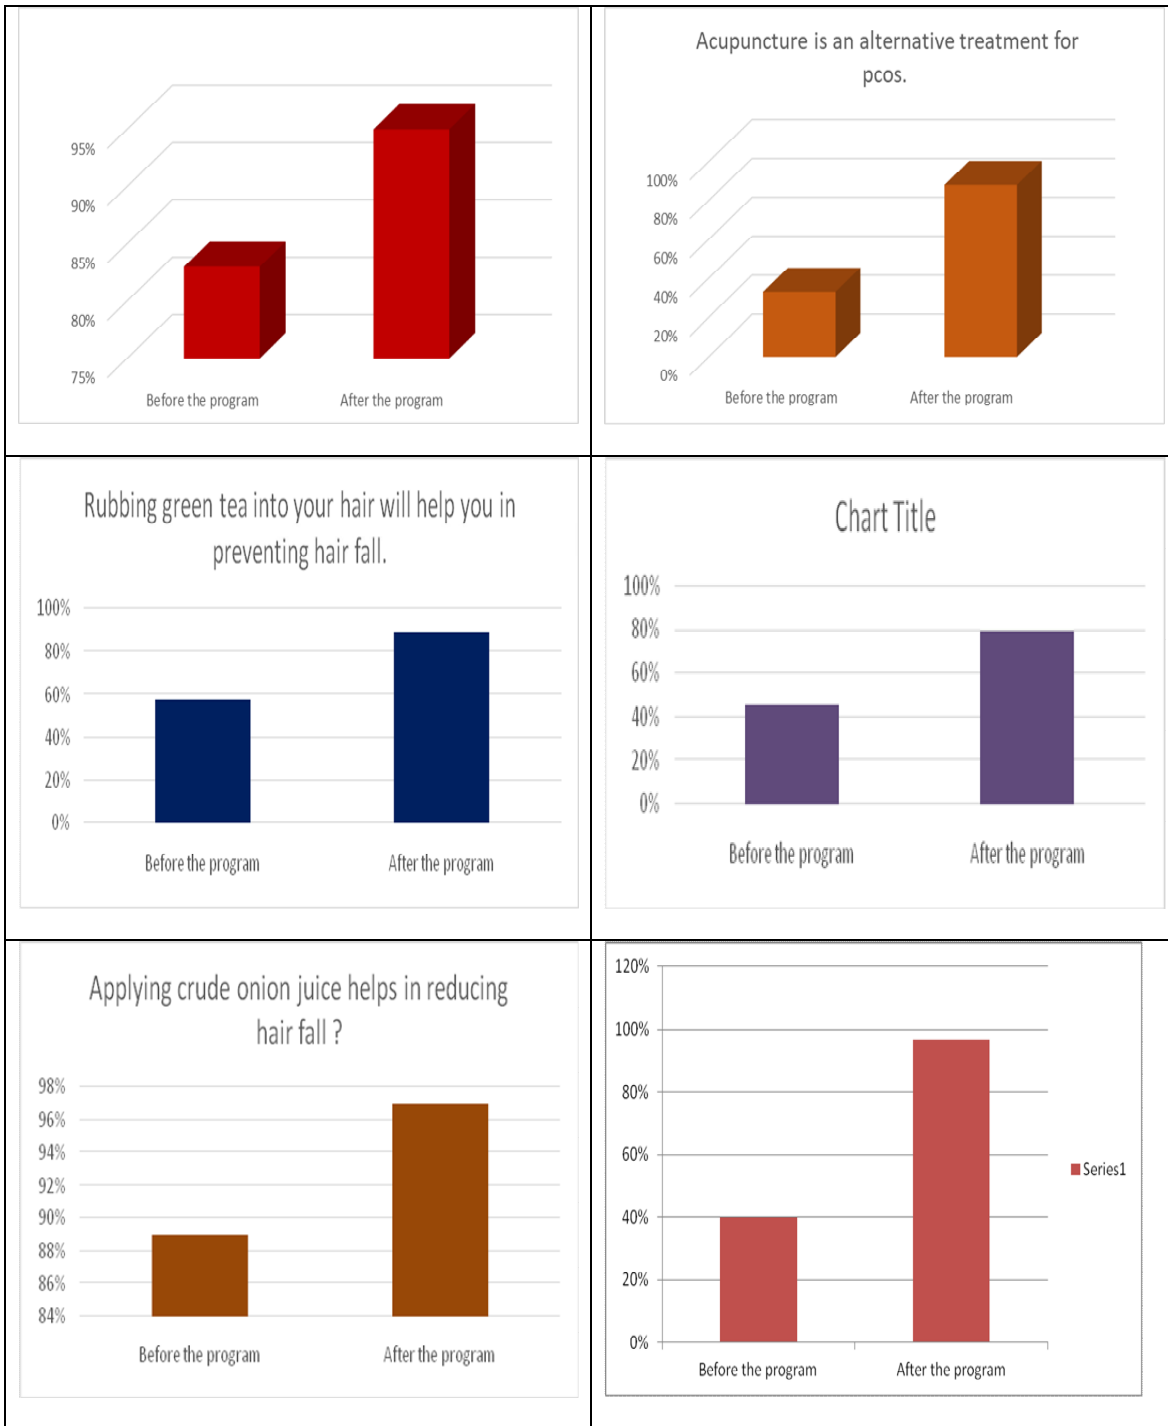 95%
90%
85%
80%
75%
Before the program
After the program
Acupuncture is an alternative treatment for
pcos.
100%
80%
60%
40%
20%
0%
Before the program
After the program
Rubbing green tea into your hair will help you in
preventing hair fall.
100%
80%
60%
40%
20%
0%
Before the program
After the program
Chart Title
100%
80%
60%
40%
20%
0%
Before the program
After the program
Applying crude onion juice helps in reducing
hair fall ?
98%
96%
94%
92%
90%
88%
86%
84%
Before the program
After the program
120%
100%
80%
60%
40%
20%
0%
Before the program
After the program
Series1